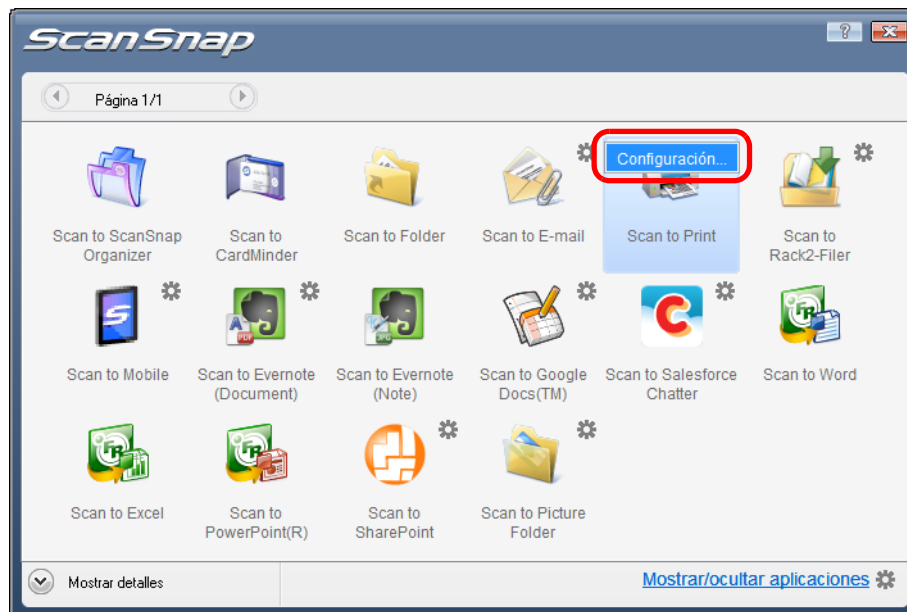 ScanSnap
Página 1/1
Configuración...
Scan to ScanSnap
Organizer
Scan to
CardMinder
Scan to Folder
Scan to E-mail
Scan to Print
Scan to
Rack2-Filer
Scan to Mobile
Scan to Evernote
(Document)
Scan to Evernote
(Note)
Scan to Google
Docs(TM)
Scan to Salesforce
Chatter
Scan to Word
Scan to Excel
Scan to
PowerPoint(R)
Scan to
SharePoint
Scan to Picture
Folder
Mostrar detalles
Mostrar/ocultar aplicaciones